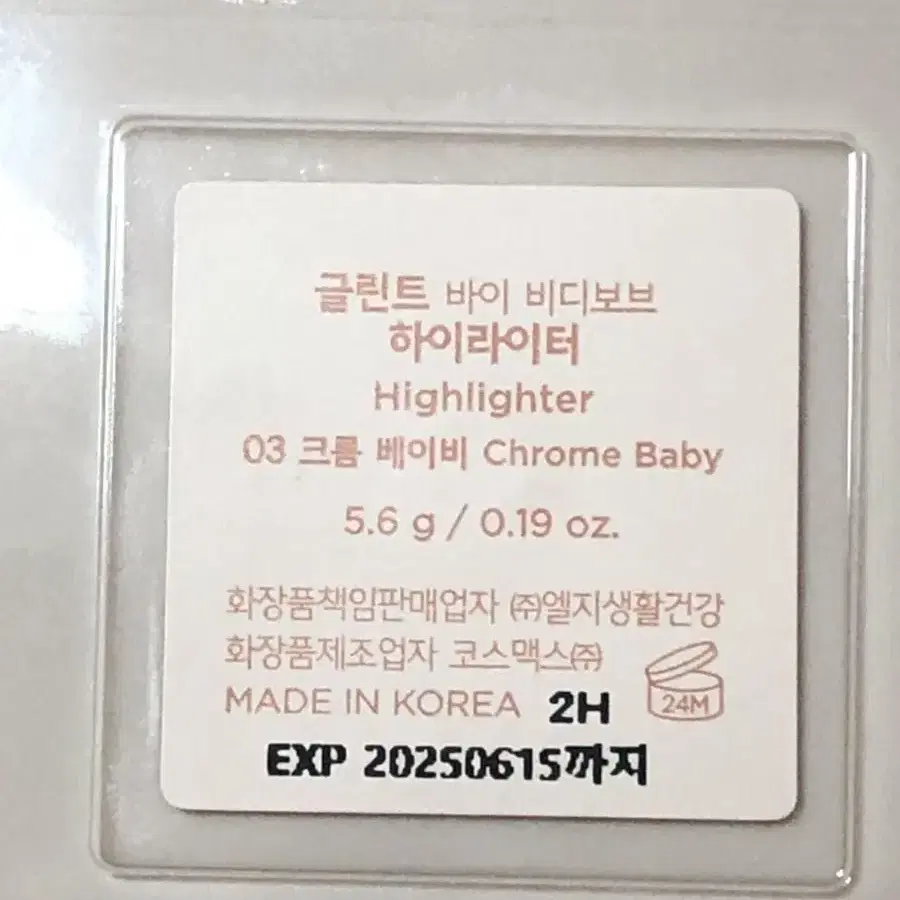 글린트 바이 비디보브
하이라이터
Highlighter
03 크롬 베이비 Chrome Baby
5.6 g / 0.19 oz.
화장품책임판매업자 ㈜엘지생활건강
화장품제조업자 코스맥스㈜
MADE IN KOREA 2H
24M
EXP 20250615까지